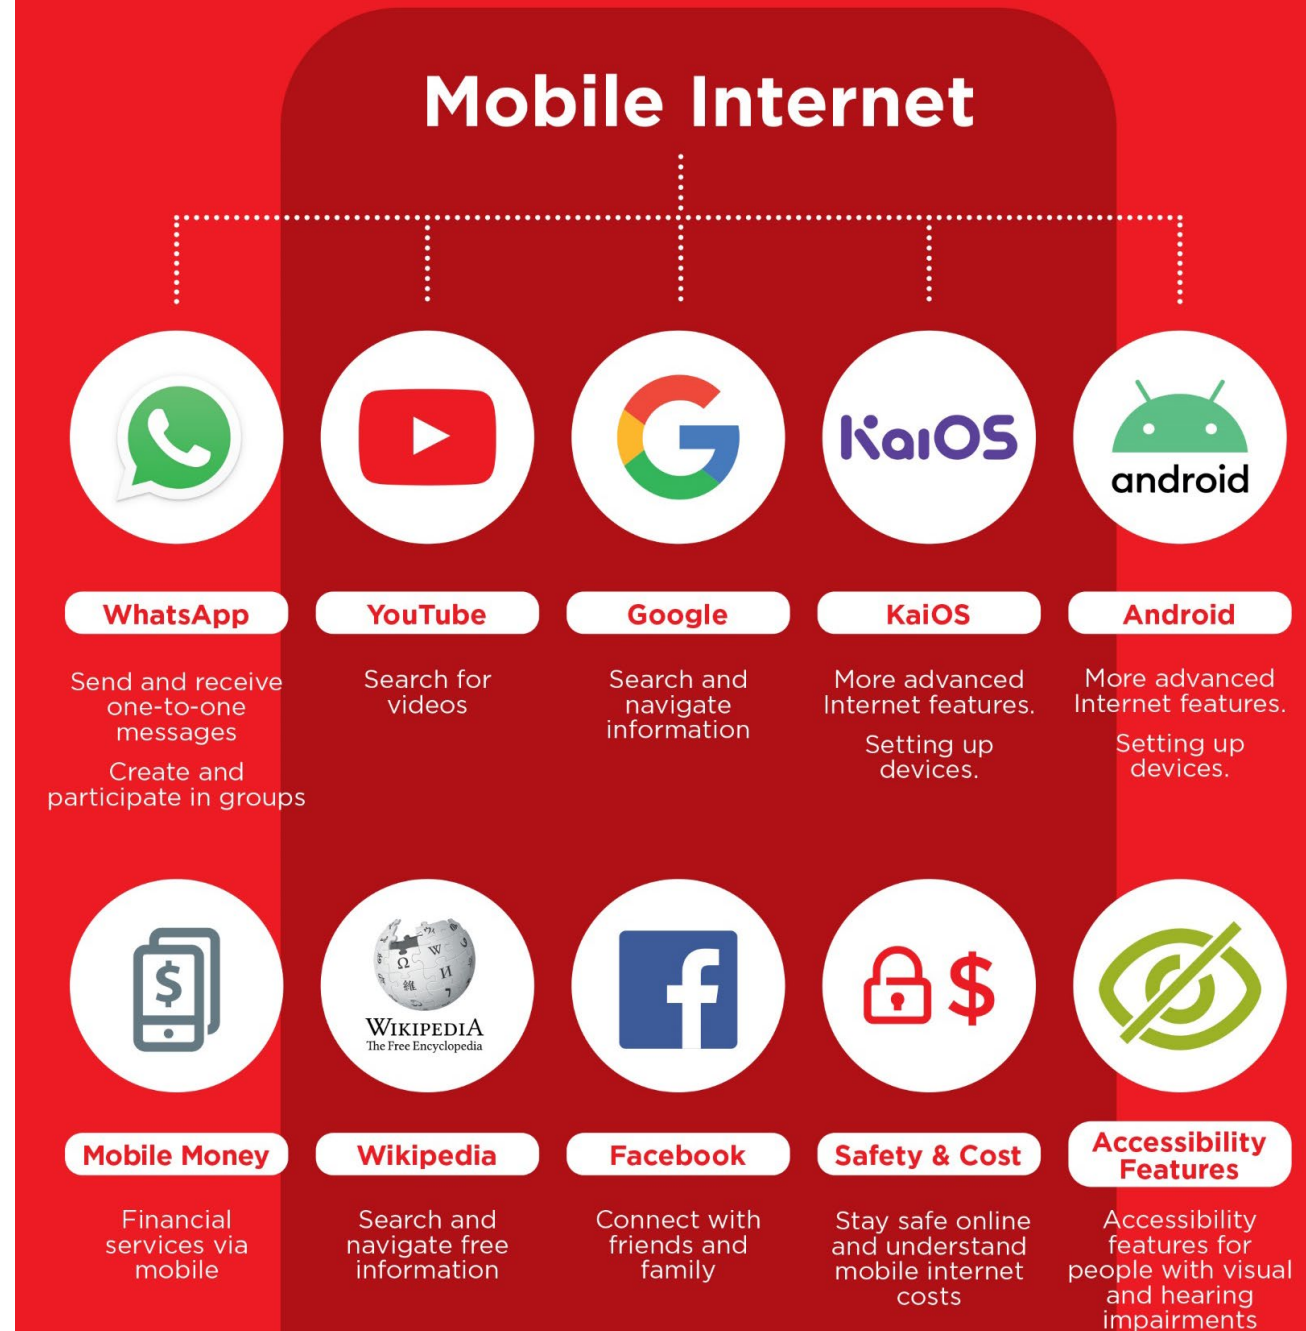 Mobile Internet
KaiOS
android
WhatsApp
YouTube
Google
KaiOS
Android
Send and receive
one-to-one
messages
Create and
participate in groups
Search for
videos
Search and
navigate
information
More advanced
Internet features.
Setting up
devices.
More advanced
Internet features.
Setting up
devices.
$
WIKIPEDIA
The Free Encyclopedia
f
$
Mobile Money
Wikipedia
Facebook
Safety & Cost
Accessibility
Features
Financial
services via
mobile
Search and
navigate free
information
Connect with
friends and
family
Stay safe online
and understand
mobile internet
costs
Accessibility
features for
people with visual
and hearing
impairments